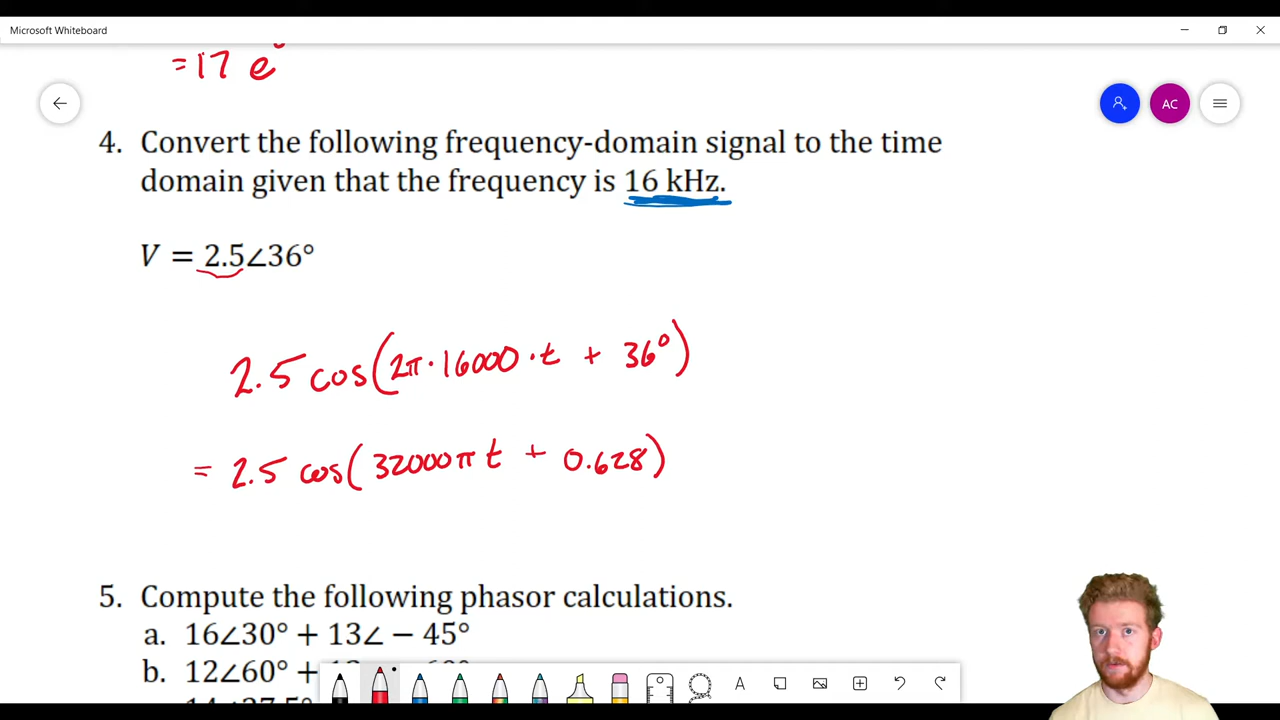 Microsoft Whiteboard
= 17 e
AC
4. Convert the following frequency-domain signal to the time
domain given that the frequency is 16 kHz.
V = 2.5∠36°
2.5 cos(2π·16000·t + 36°)
= 2.5 cos(32000πt + 0.628)
5. Compute the following phasor calculations.
a. 16∠30° + 13∠ − 45°
b. 12∠60° +
A